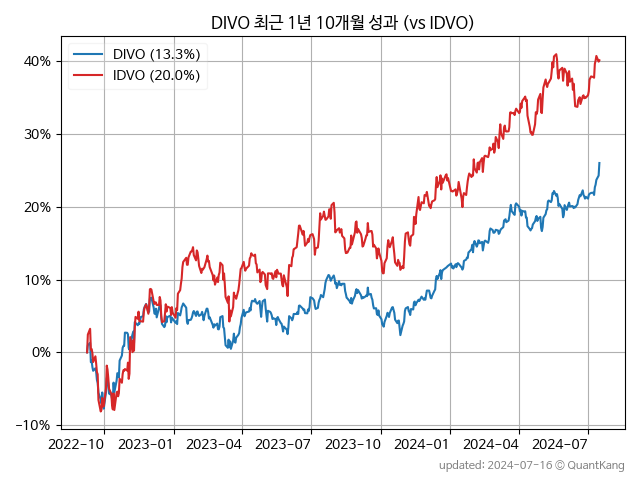 DIVO 최근 1년 10개월 성과 (vs IDVO)
DIVO (13.3%)
IDVO (20.0%)
40%
30%
20%
10%
0%
−10%
2022-10 2023-01 2023-04 2023-07 2023-10 2024-01 2024-04 2024-07
updated: 2024-07-16 © QuantKang